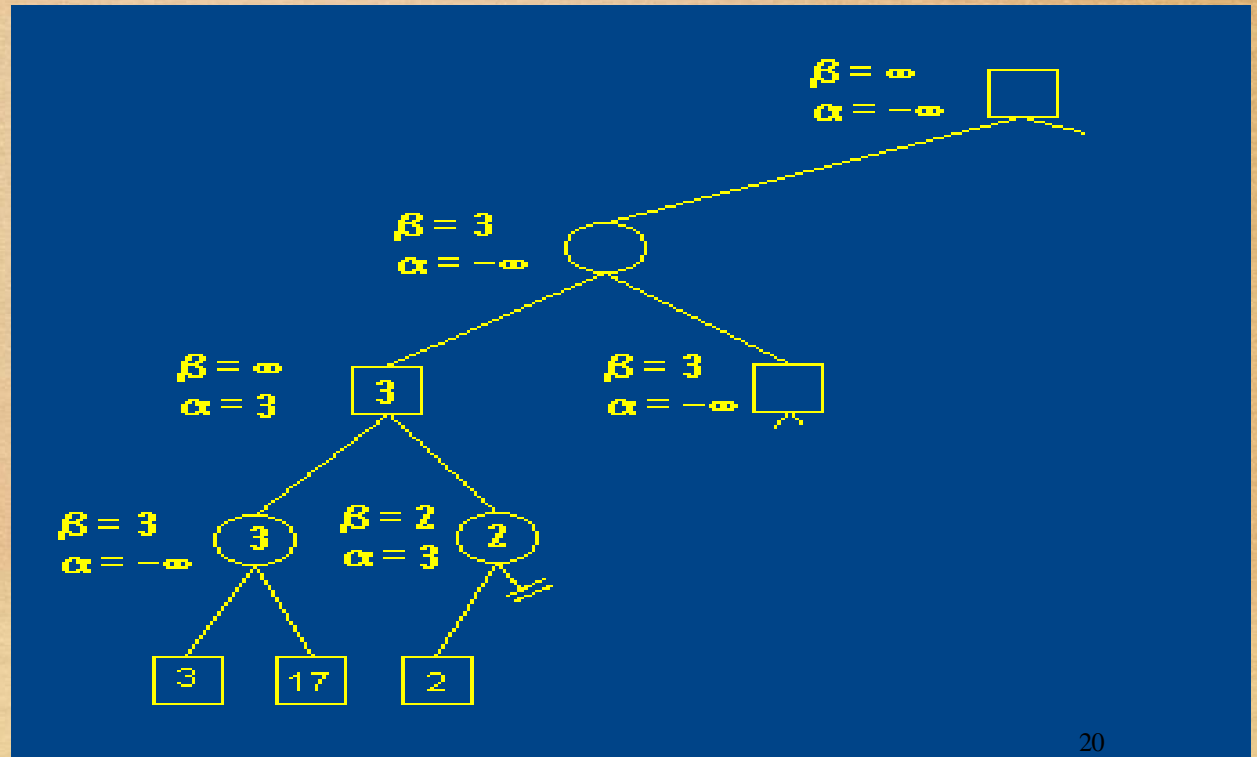 β = ∞
α = −∞
β = 3
α = −∞
β = ∞
α = 3
3
β = 3
α = −∞
β = 3
α = −∞
3
β = 2
α = 3
2
3
17
2
20